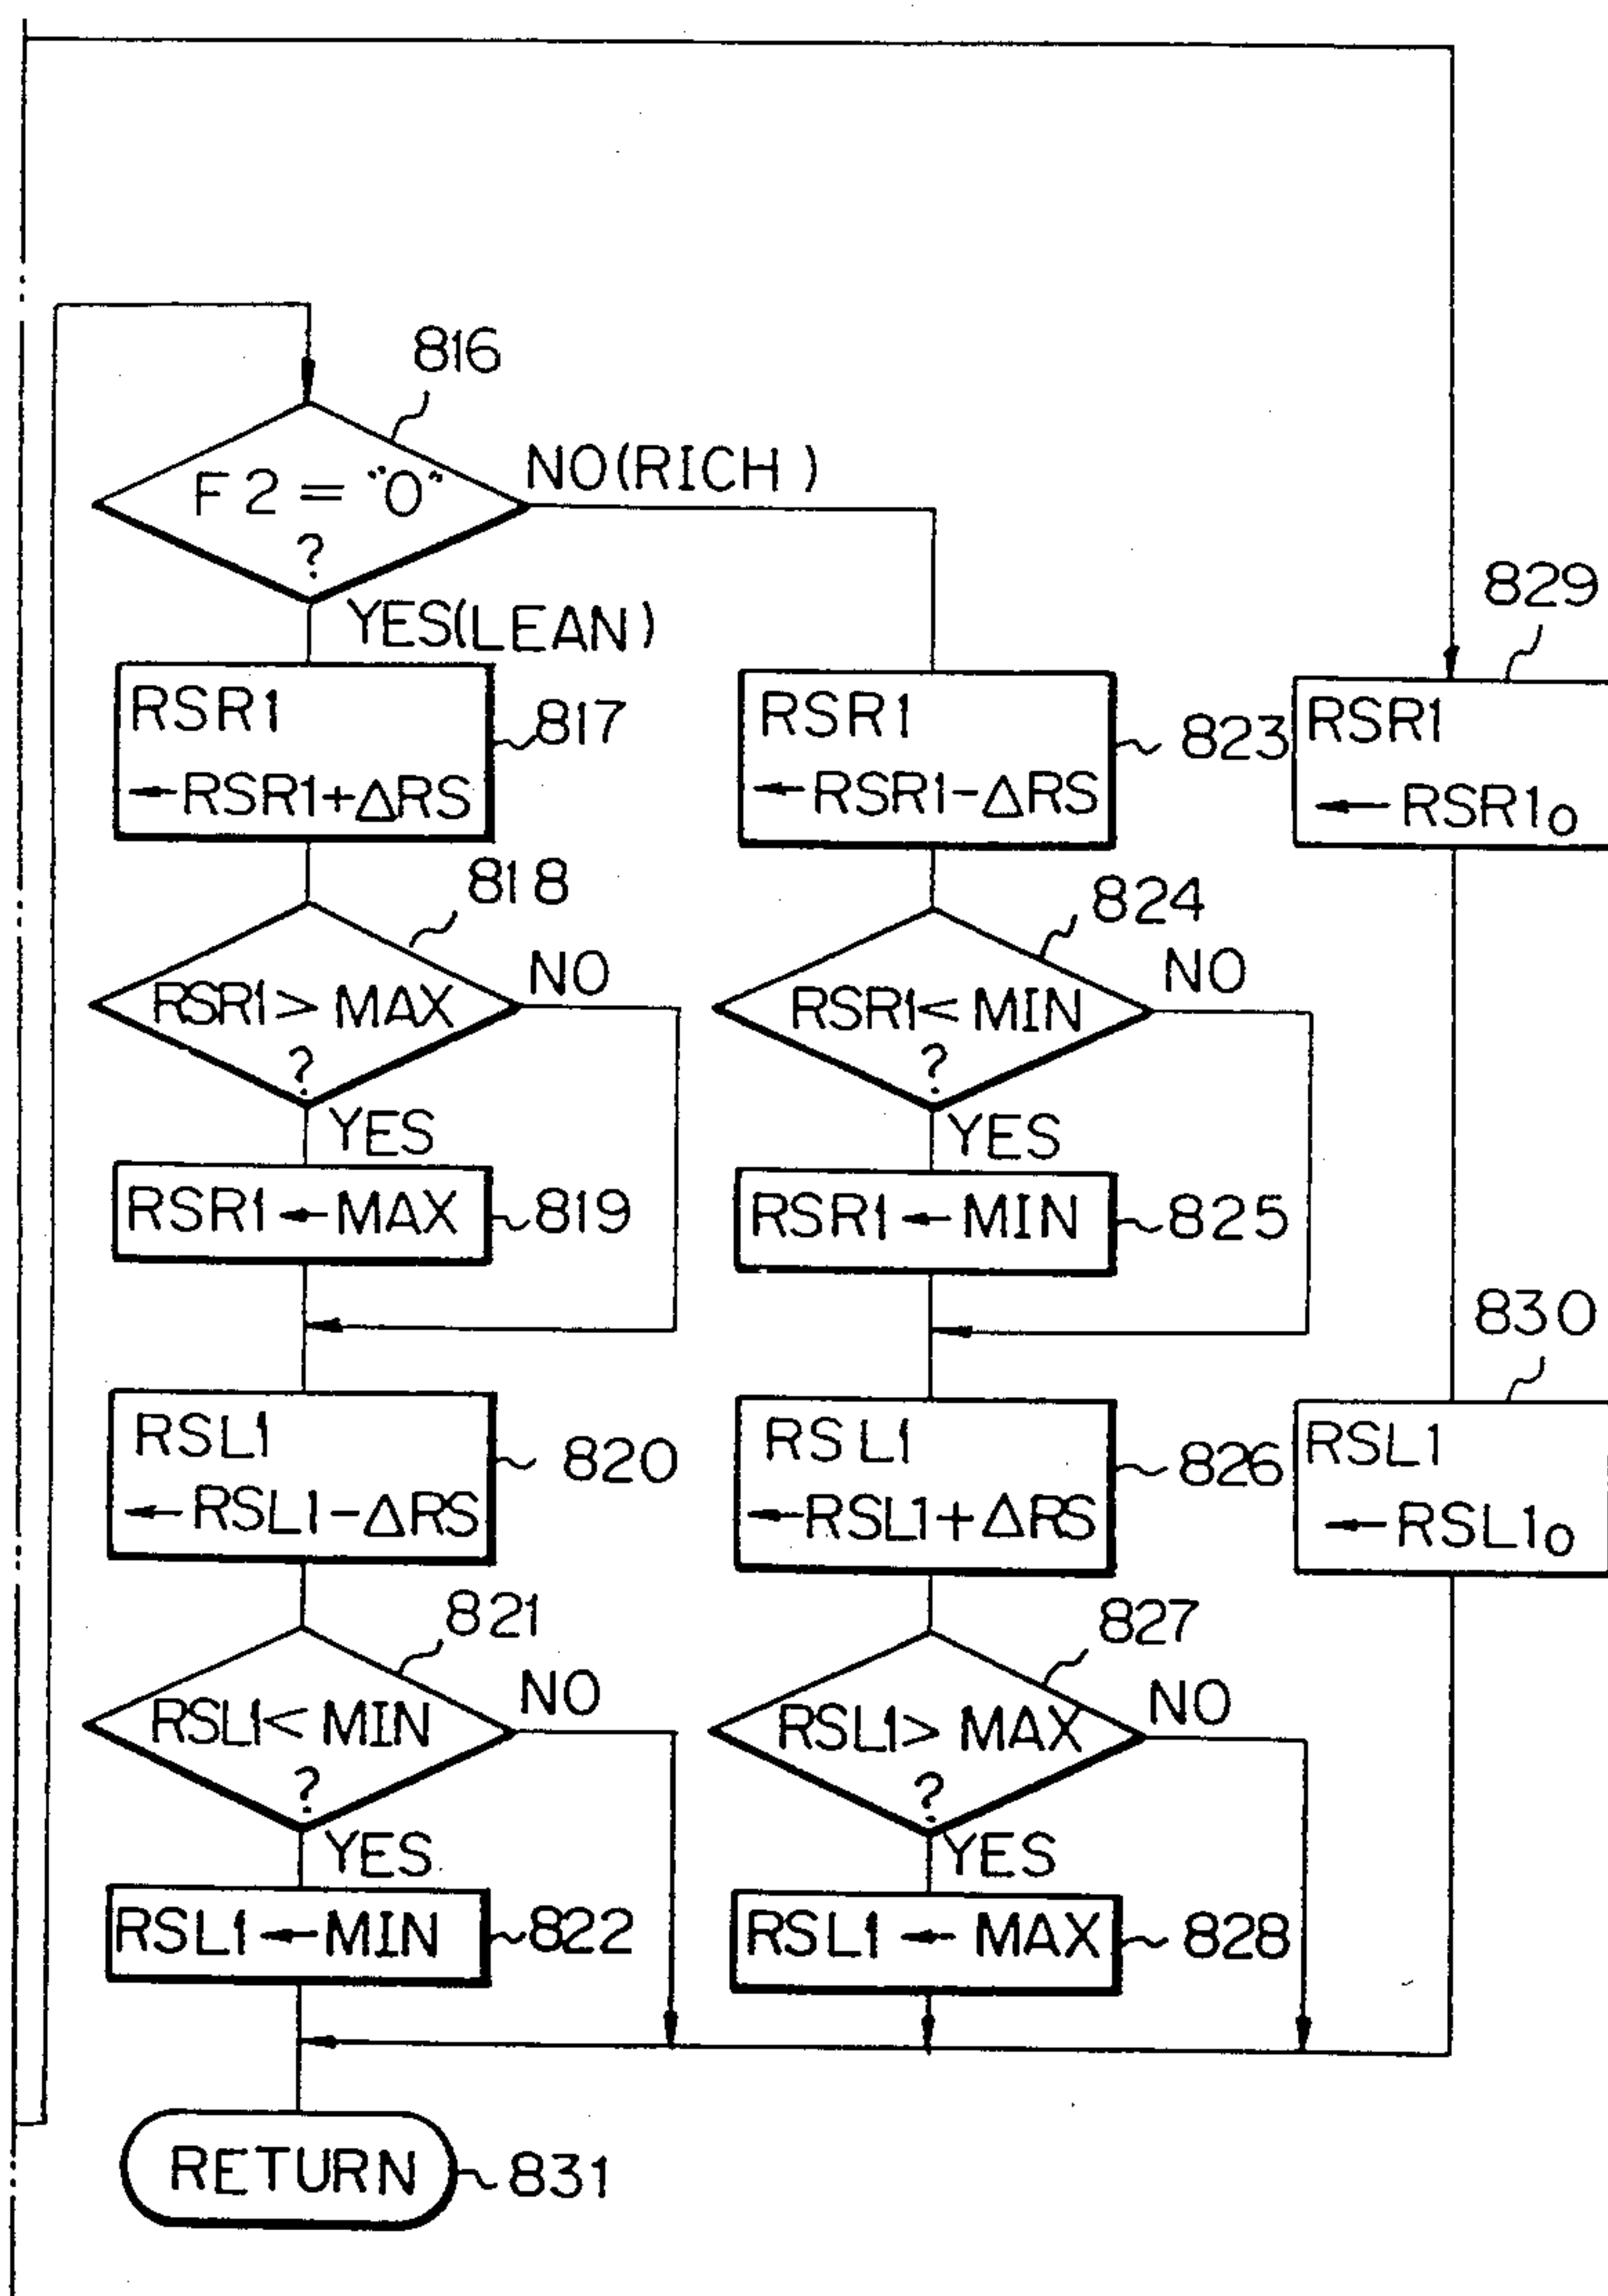 816
F2 = "0"
?
NO(RICH)
YES(LEAN)
RSR1
←RSR1+ΔRS
817
818
RSR1> MAX
?
NO
YES
RSR1←MAX
819
RSL1
←RSL1-ΔRS
820
821
RSL1< MIN
?
NO
YES
RSL1←MIN
822
RSR1
←RSR1-ΔRS
823
824
RSR1< MIN
?
NO
YES
RSR1←MIN
825
RSL1
←RSL1+ΔRS
826
827
RSL1> MAX
?
NO
YES
RSL1← MAX
828
829
RSR1
←RSR1₀
830
RSL1
←RSL1₀
RETURN
831